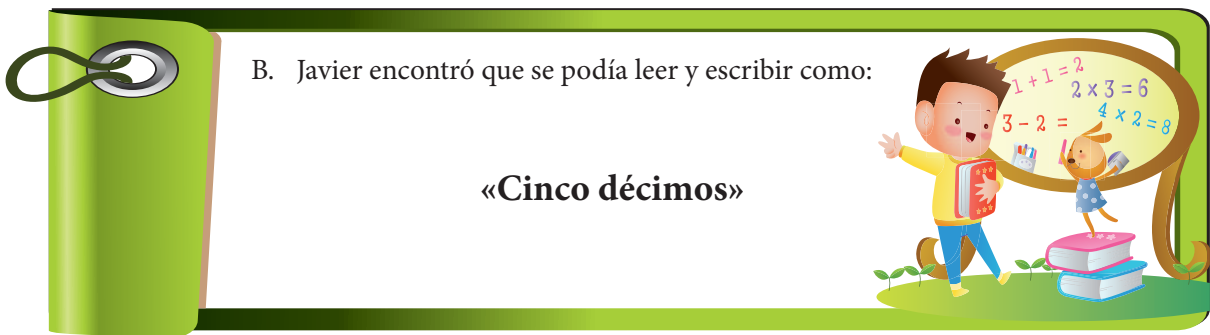 B. Javier encontró que se podía leer y escribir como:
«Cinco décimos»
1 + 1 = 2
2 x 3 = 6
3 - 2 =
4 x 2 = 8